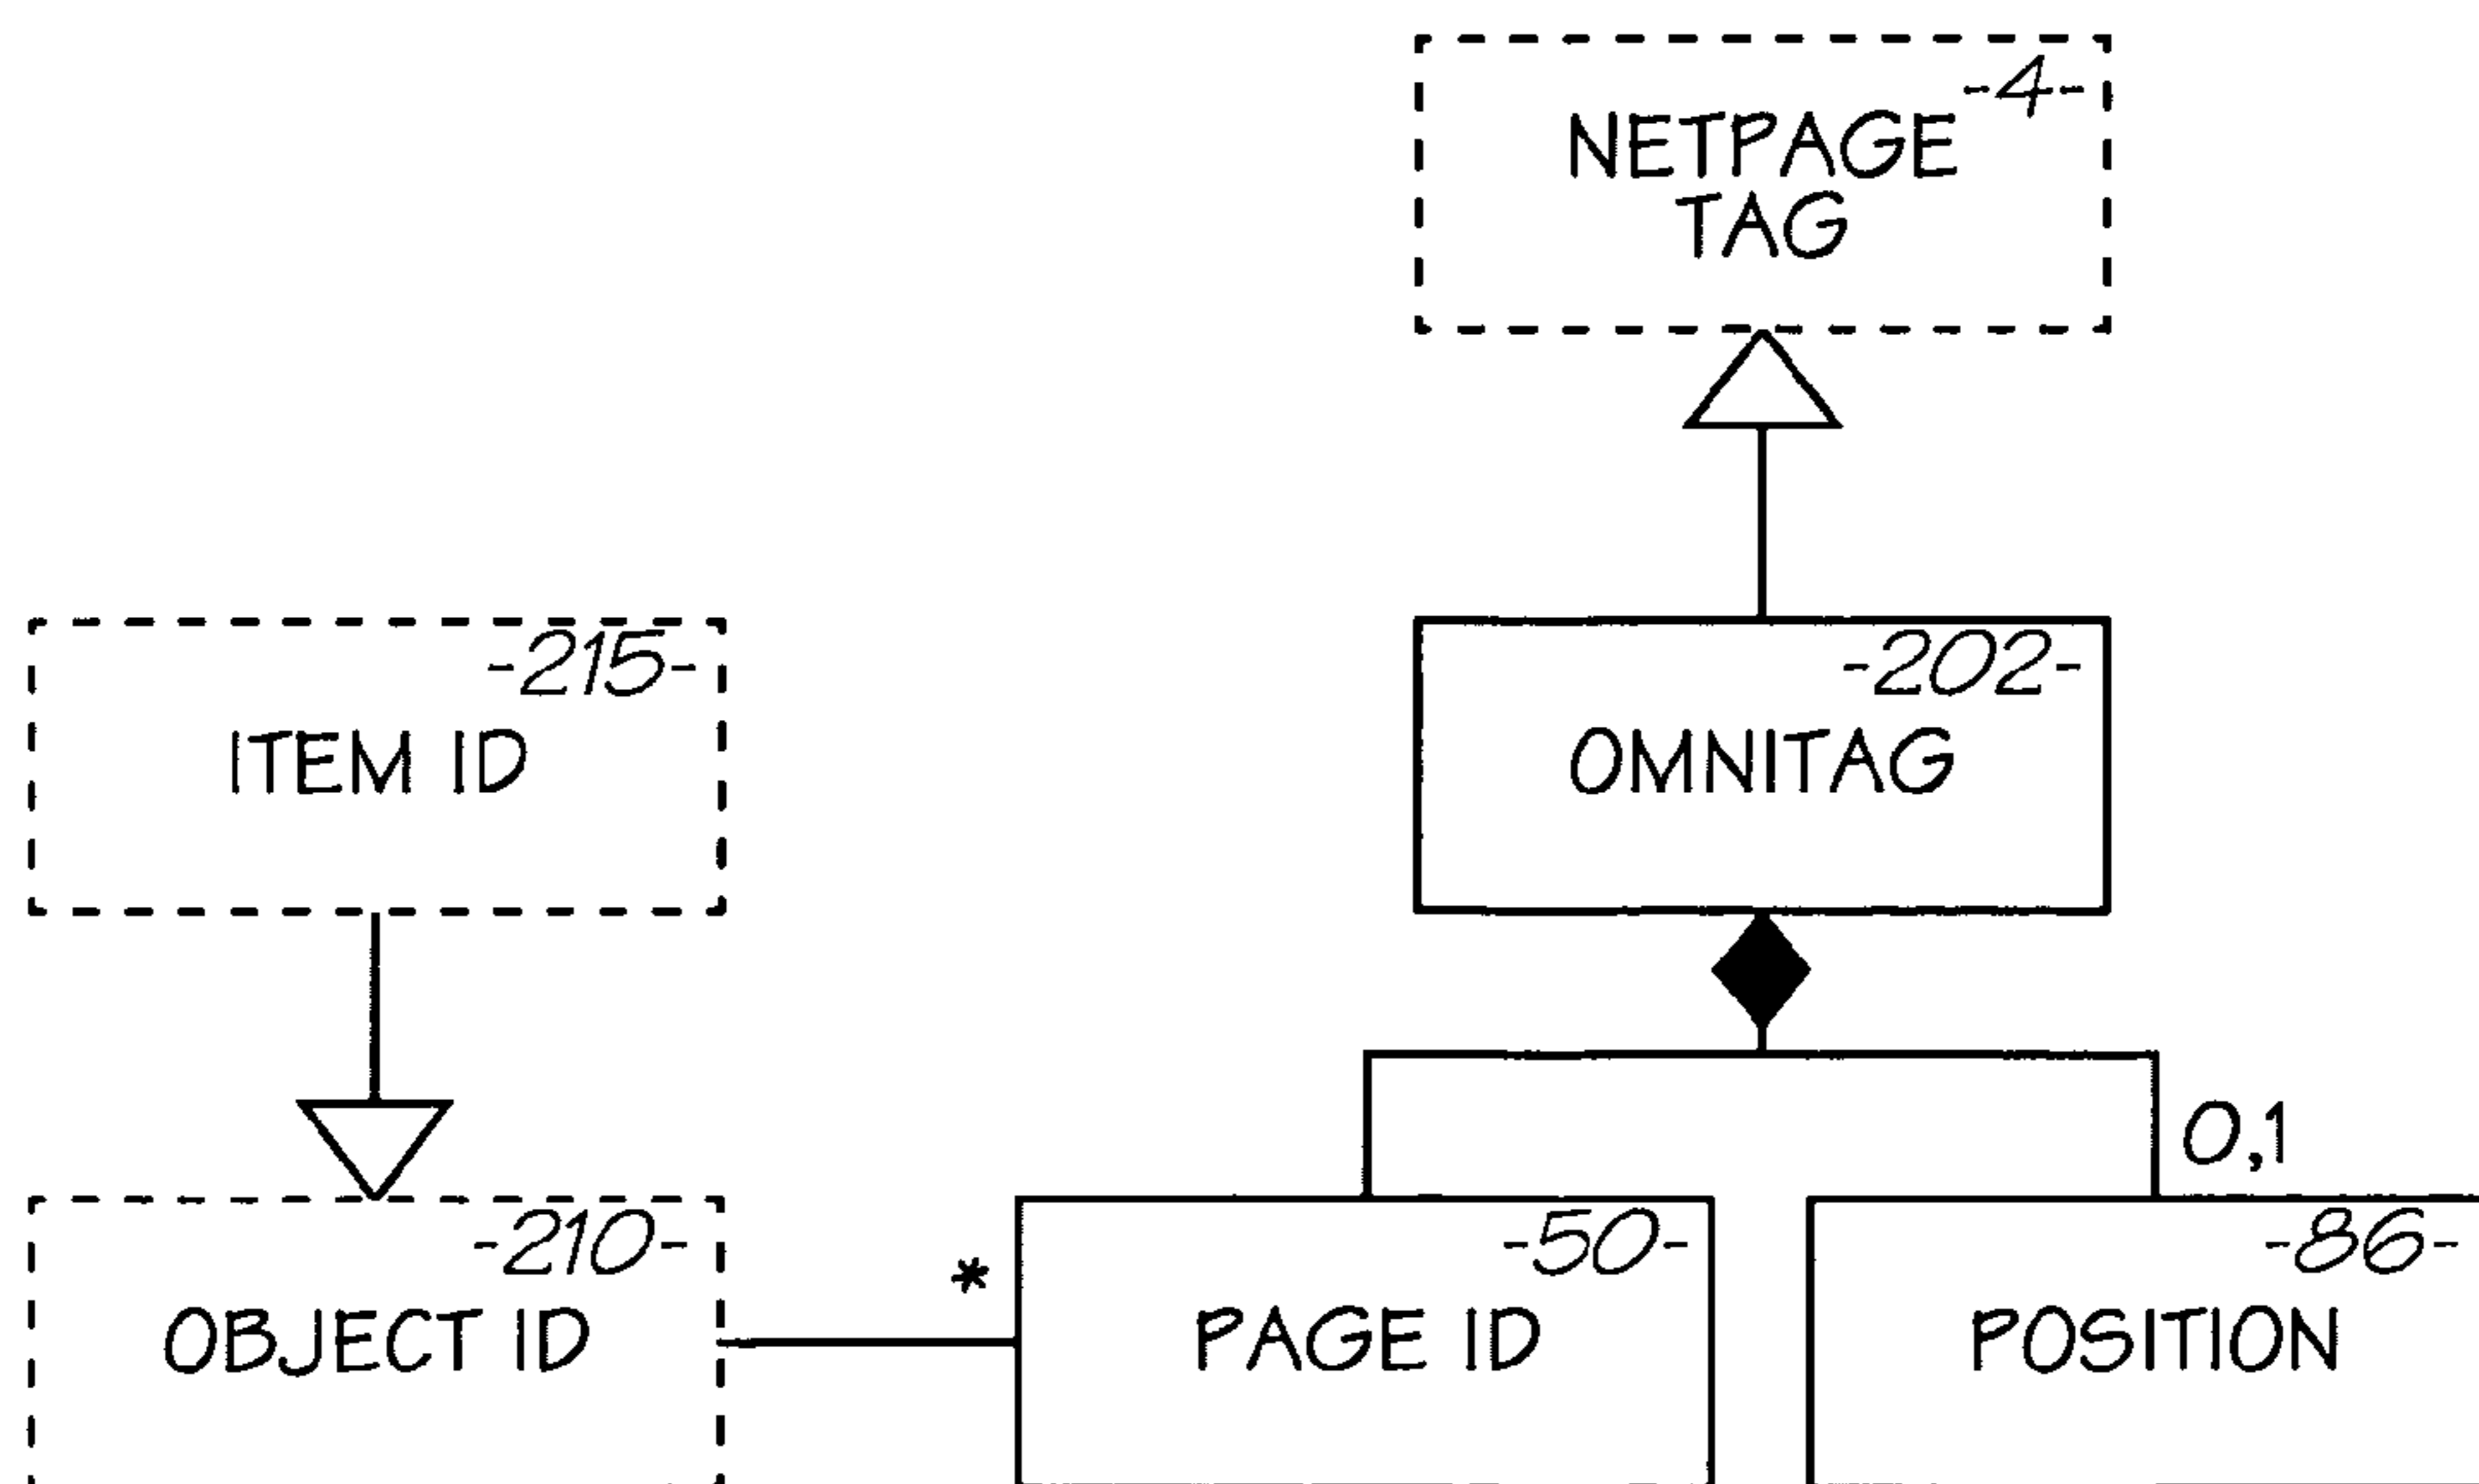 -4-
NETPAGE
TAG
-215-
ITEM ID
-202-
OMNITAG
0,1
-210-
OBJECT ID
*
-50-
PAGE ID
-86-
POSITION